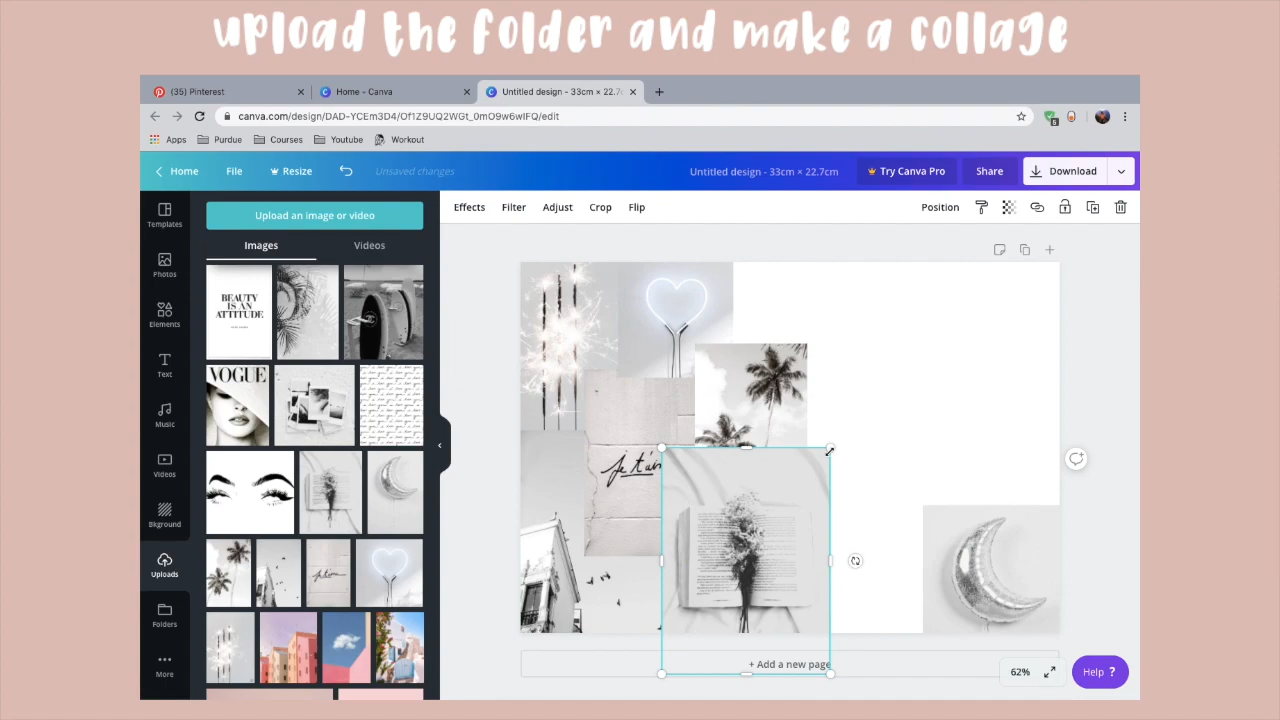 upload the folder and make a collage
(35) Pinterest
Home - Canva
Untitled design - 33cm × 22.7c
canva.com/design/DAD-YCEm3D4/Of1Z9UQ2WGt_0mO9w6wIFQ/edit
5
Apps
Purdue
Courses
Youtube
Workout
Home
File
Resize
Unsaved changes
Untitled design - 33cm × 22.7cm
Try Canva Pro
Share
Download
Templates
Photos
Elements
Text
Music
Videos
Bkground
Uploads
Folders
More
Upload an image or video
Images
Videos
BEAUTY
IS AN
ATTITUDE
VOGUE
Effects
Filter
Adjust
Crop
Flip
Position
je t'aim
+ Add a new page
62%
Help ?